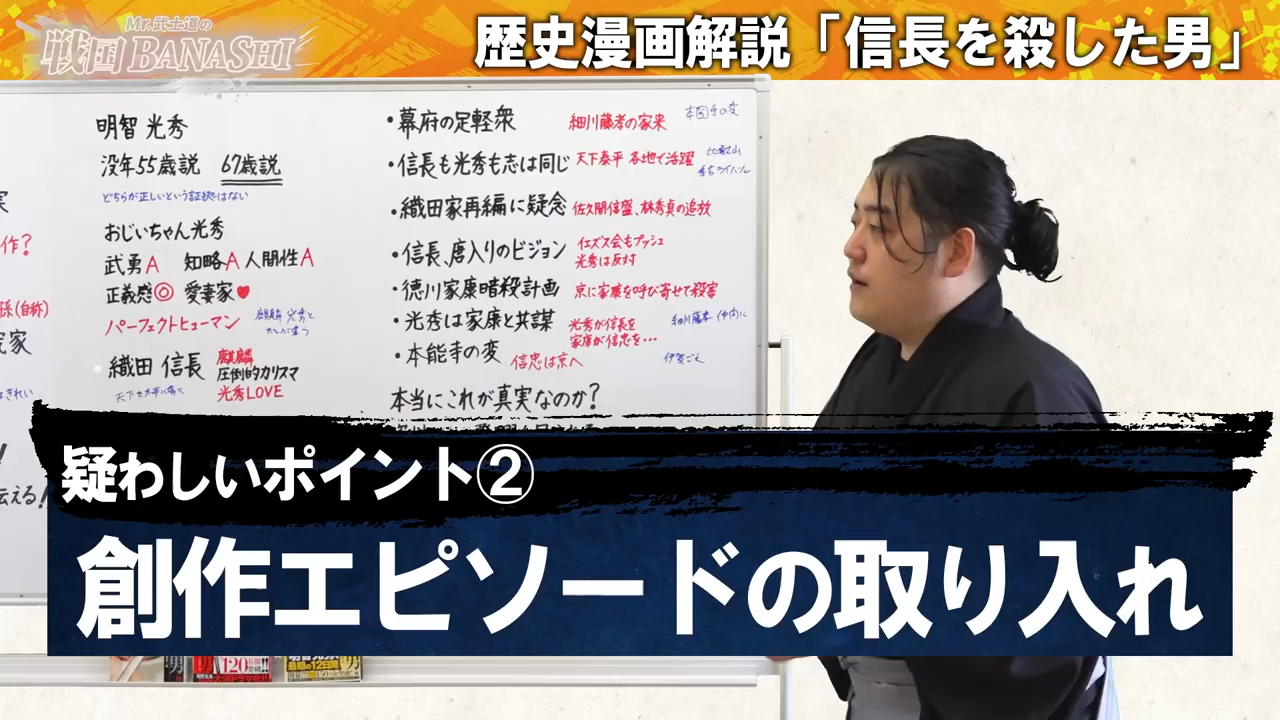 Mr.武士道の
戦国BANASHI
歴史漫画解説「信長を殺した男」
明智 光秀
没年55歳説 67歳説
どちらが正しいという証拠はない
おじいちゃん光秀
武勇A 知略A 人間性A
正義感◎ 愛妻家♥
パーフェクトヒューマン
織田 信長
麒麟
圧倒的カリスマ
光秀LOVE
作?
孫(自称)
・幕府の足軽衆 細川藤孝の家来
・信長も光秀も志は同じ 天下泰平 各地で活躍
比叡山
・織田家再編に疑念 佐久間信盛、林秀貞の追放
・信長、唐入りのビジョン イエズス会もプッシュ
光秀は反対
・徳川家康暗殺計画 京に家康を呼び寄せて殺害
・光秀は家康と共謀 光秀が信長を
家康が信忠を…
・本能寺の変 信忠は京へ
伊賀ごえ
本当にこれが真実なのか?
疑わしいポイント②
創作エピソードの取り入れ